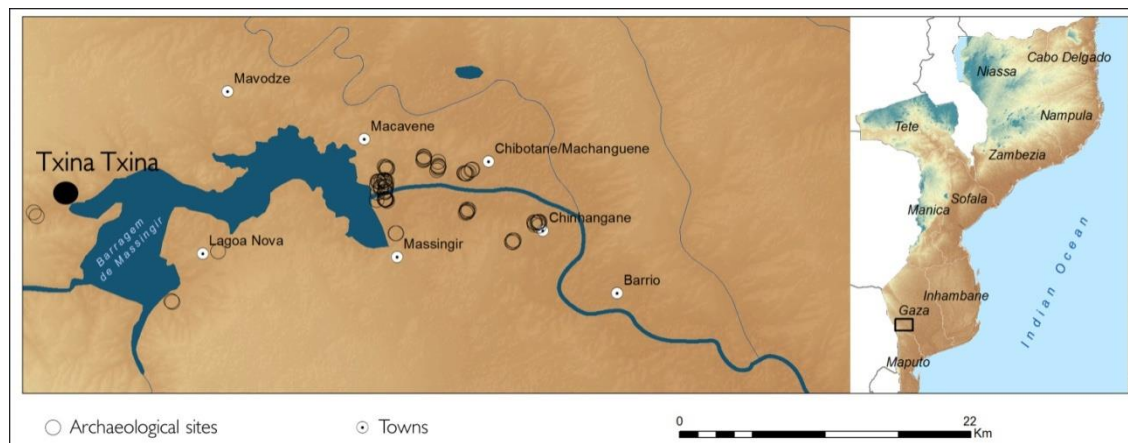 Mavodze
Macavene
Txina Txina
Chibotane/Machanguene
Chinhangane
Lagoa Nova
Massingir
Barragem
de Massingir
Barrio
Cabo Delgado
Niassa
Nampula
Tete
Zambezia
Sofala
Manica
Inhambane
Gaza
Maputo
Indian Ocean
Archaeological sites
Towns
0
22
Km